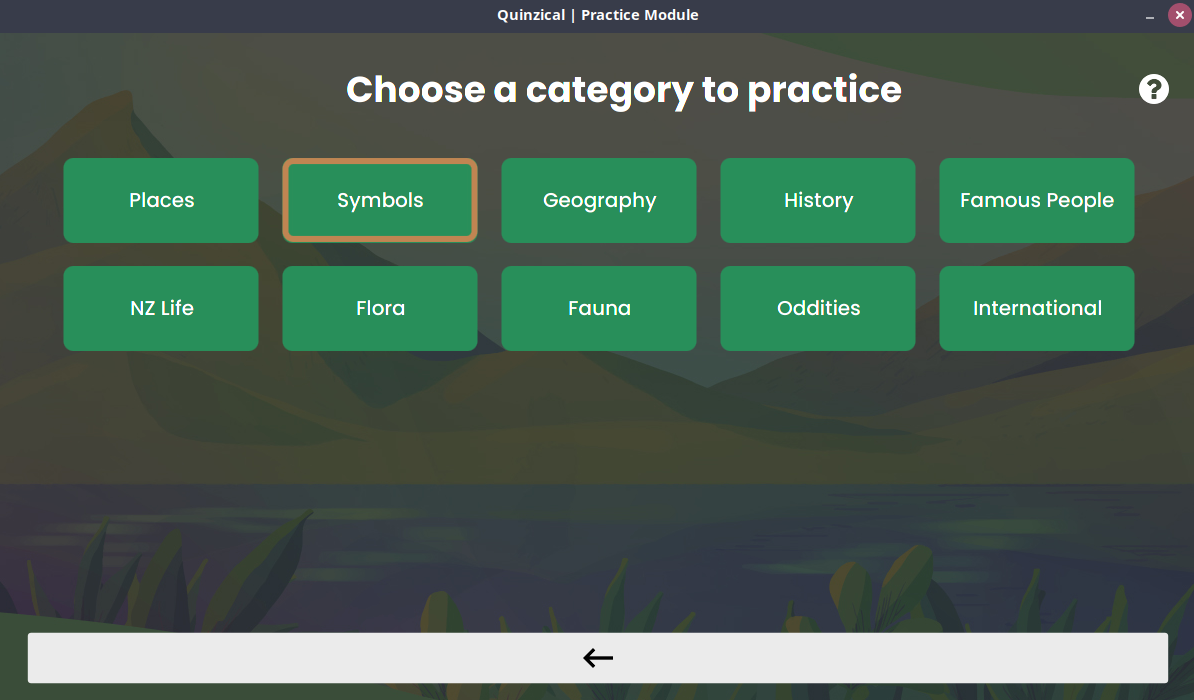 Quinzical | Practice Module
Choose a category to practice
?
Places
Symbols
Geography
History
Famous People
NZ Life
Flora
Fauna
Oddities
International